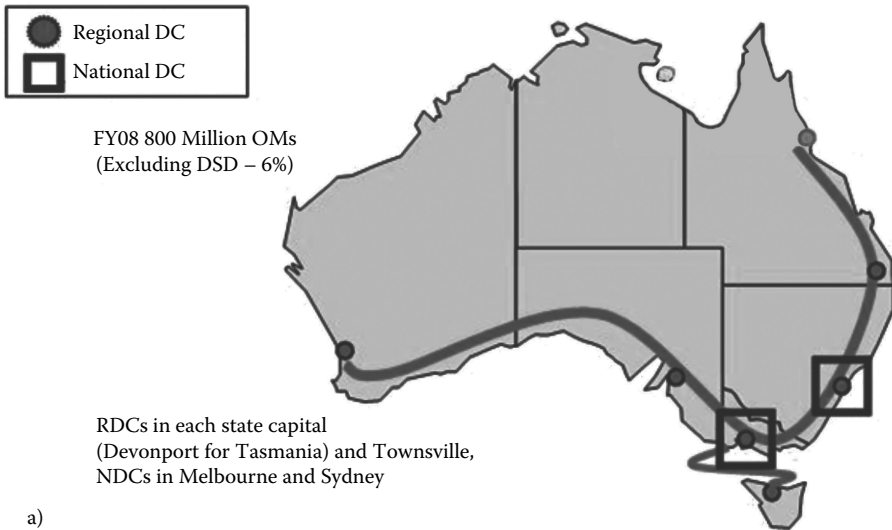 Regional DC
National DC
FY08 800 Million OMs
(Excluding DSD – 6%)
RDCs in each state capital
(Devonport for Tasmania) and Townsville,
NDCs in Melbourne and Sydney
a)